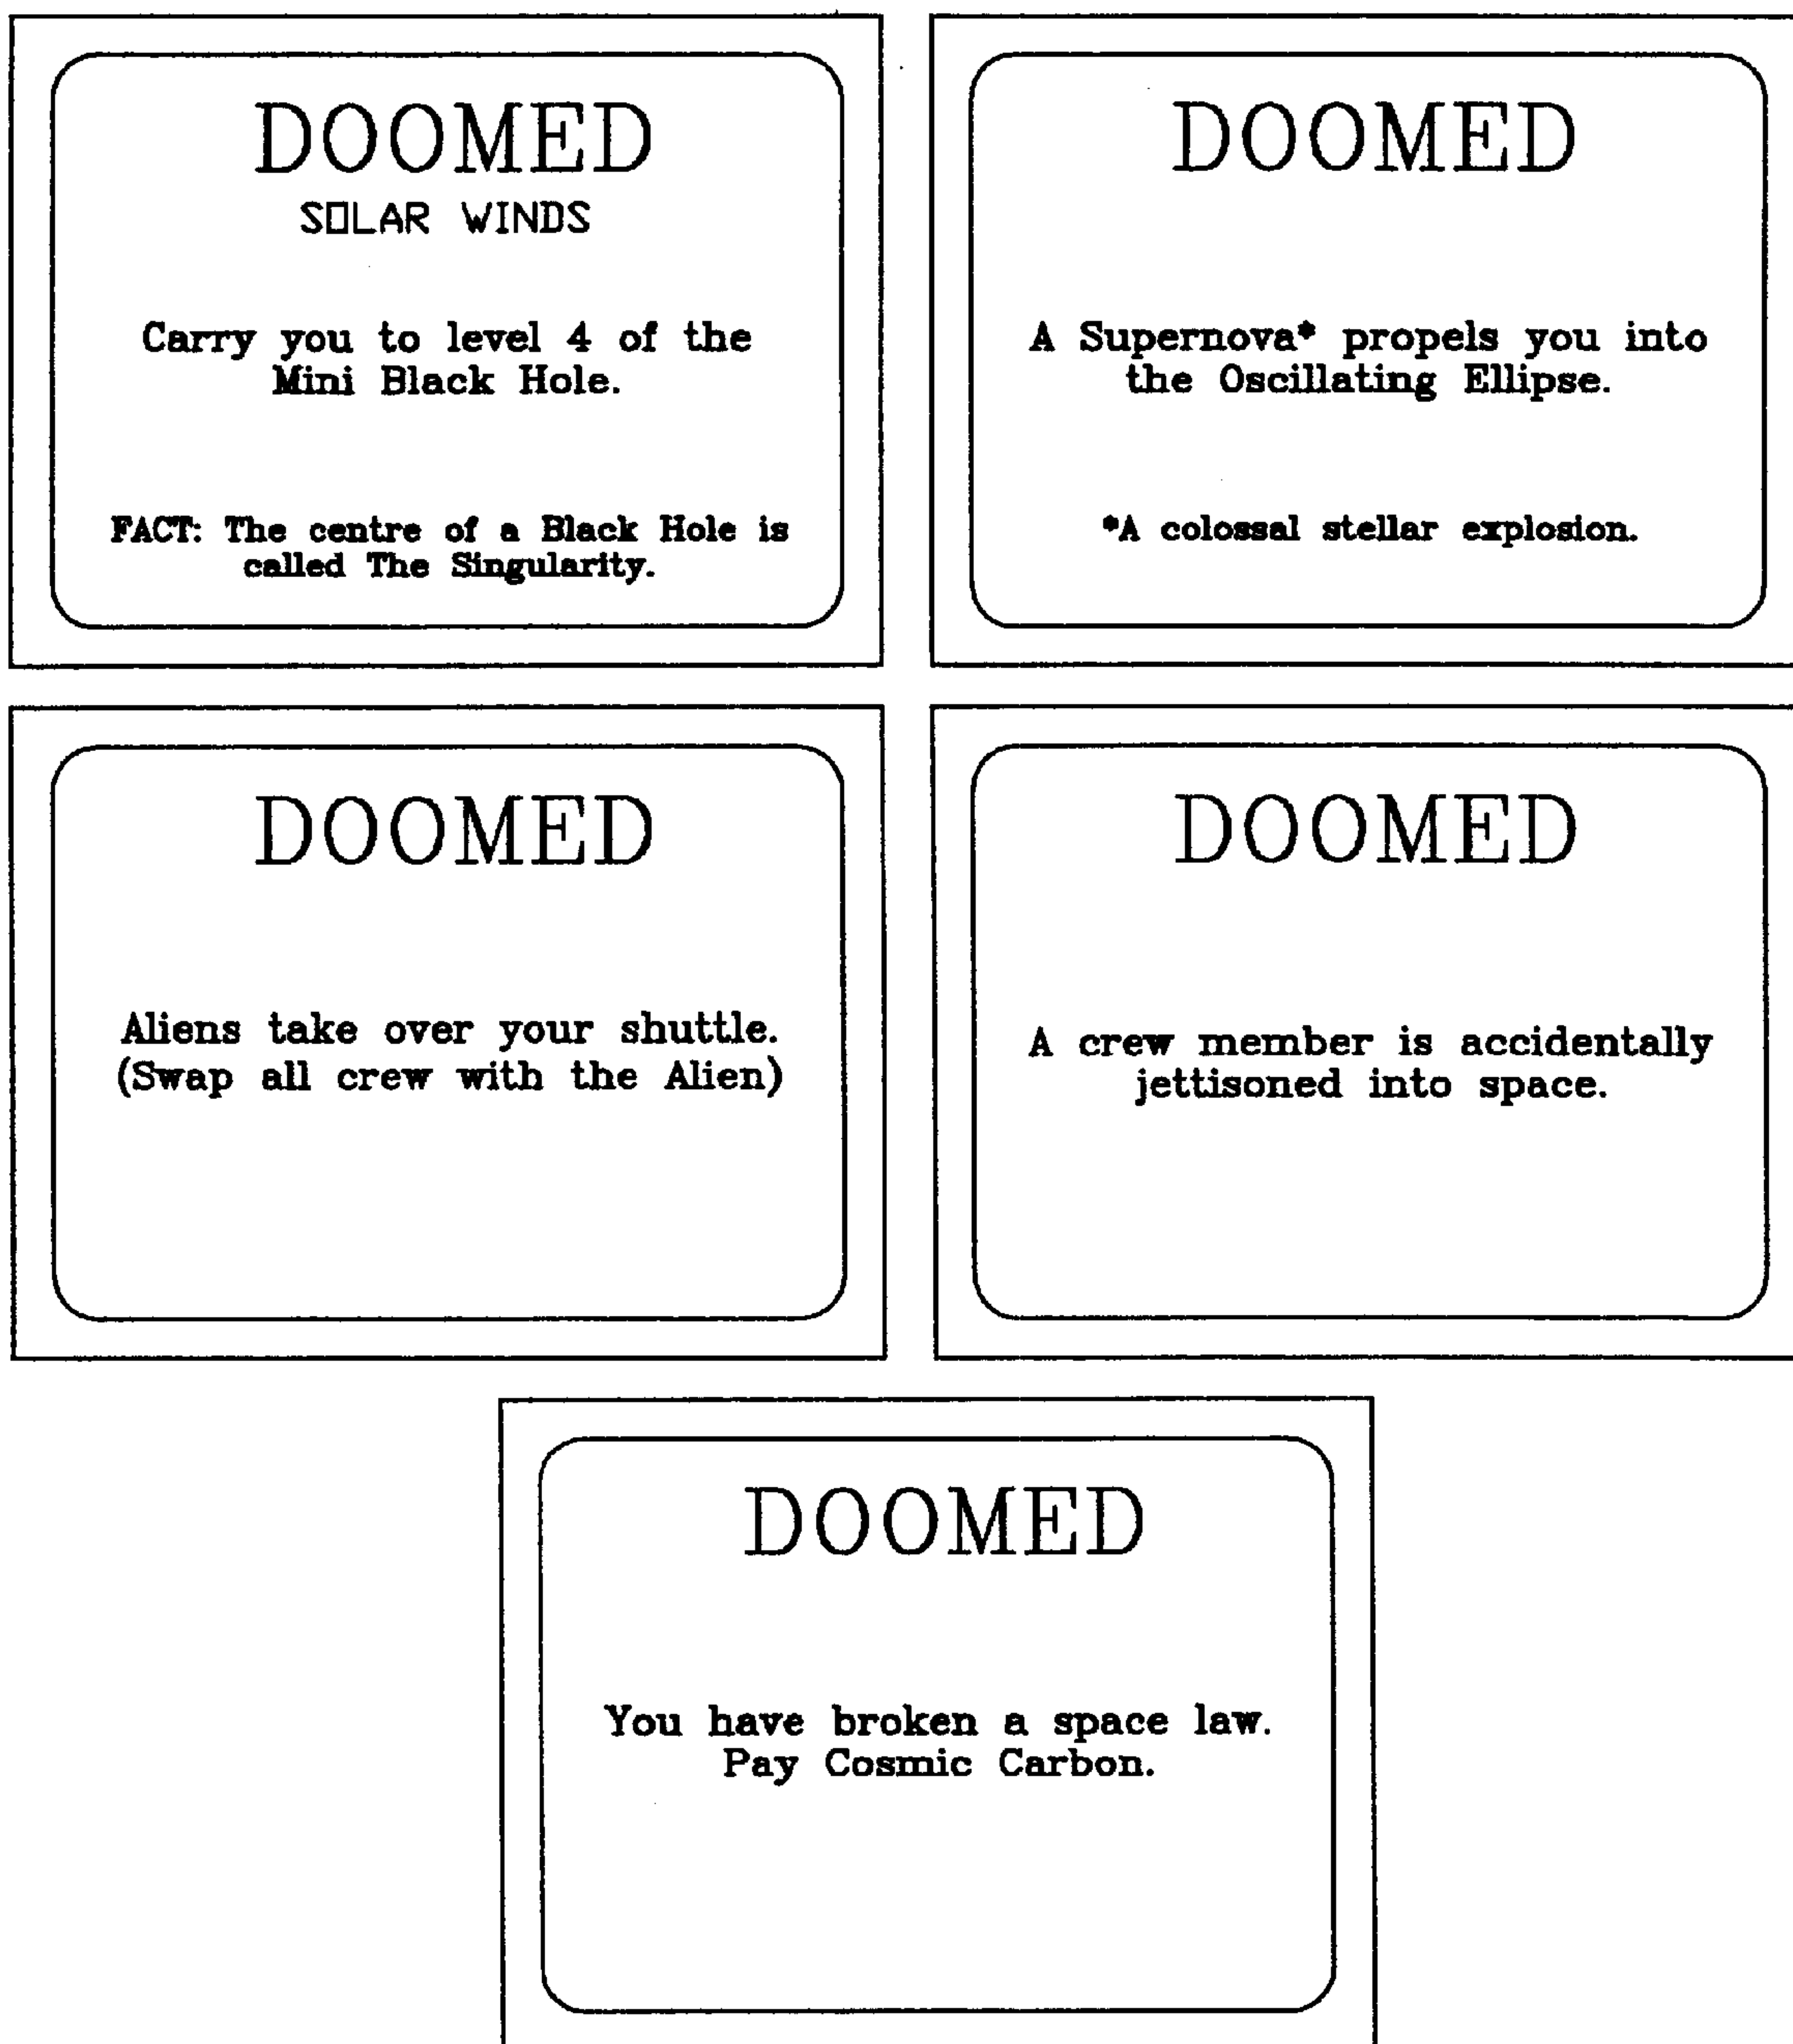 DOOMED
SOLAR WINDS
Carry you to level 4 of the
Mini Black Hole.
FACT: The centre of a Black Hole is
called The Singularity.
DOOMED
A Supernova* propels you into
the Oscillating Ellipse.
*A colossal stellar explosion.
DOOMED
Aliens take over your shuttle.
(Swap all crew with the Alien)
DOOMED
A crew member is accidentally
jettisoned into space.
DOOMED
You have broken a space law.
Pay Cosmic Carbon.